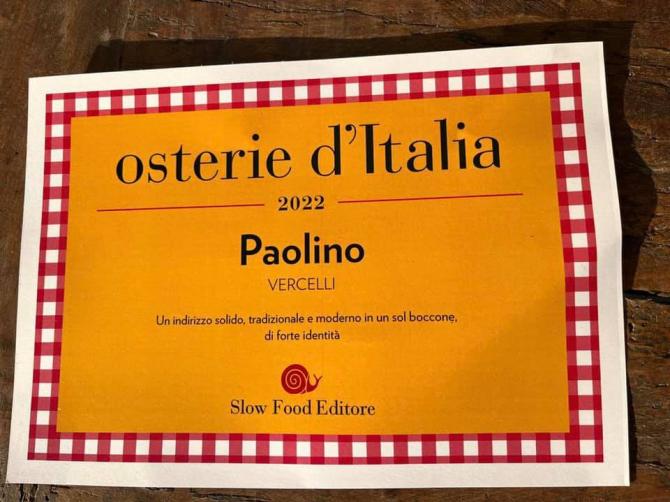 osterie d'Italia
2022
Paolino
VERCELLI
Un indirizzo solido, tradizionale e moderno in un sol boccone,
di forte identità
Slow Food Editore